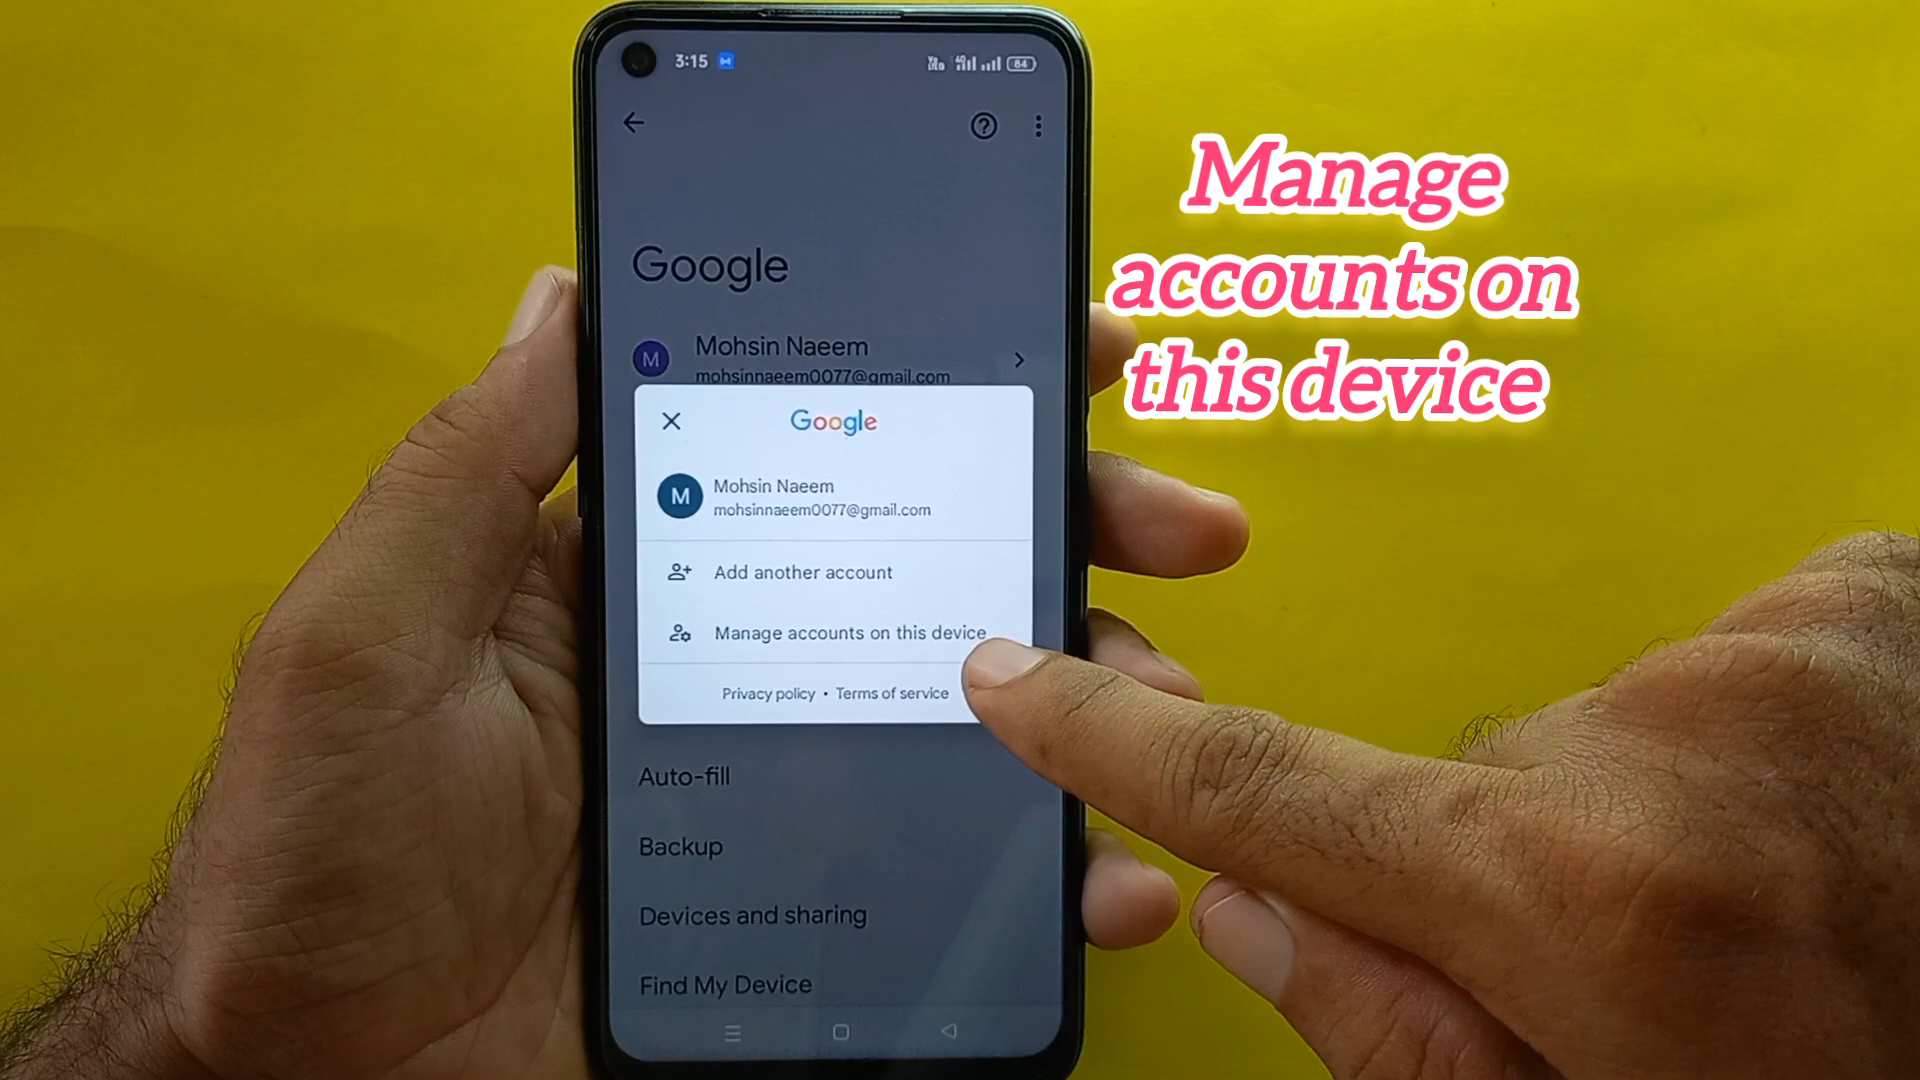 3:15
84
Google
M
Mohsin Naeem
mohsinnaeem0077@gmail.com
Google
M
Mohsin Naeem
mohsinnaeem0077@gmail.com
Add another account
Manage accounts on this device
Privacy policy • Terms of service
Auto-fill
Backup
Devices and sharing
Find My Device
Manage
accounts on
this device